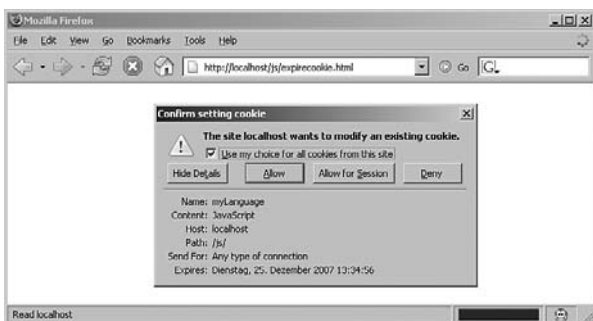 Mozilla Firefox
File Edit View Go Bookmarks Tools Help
http://localhost/js/expirecookie.html Go G
Confirm setting cookie
The site localhost wants to modify an existing cookie.
Use my choice for all cookies from this site
Hide Details Allow Allow for Session Deny
Name: myLanguage
Content: JavaScript
Host: localhost
Path: /js/
Send For: Any type of connection
Expires: Dienstag, 25. Dezember 2007 13:34:56
Read localhost